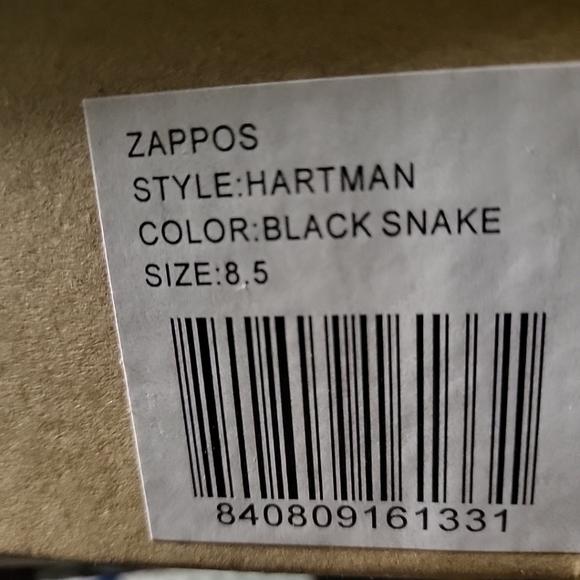 ZAPPOS
STYLE:HARTMAN
COLOR:BLACK SNAKE
SIZE:8.5
840809161331